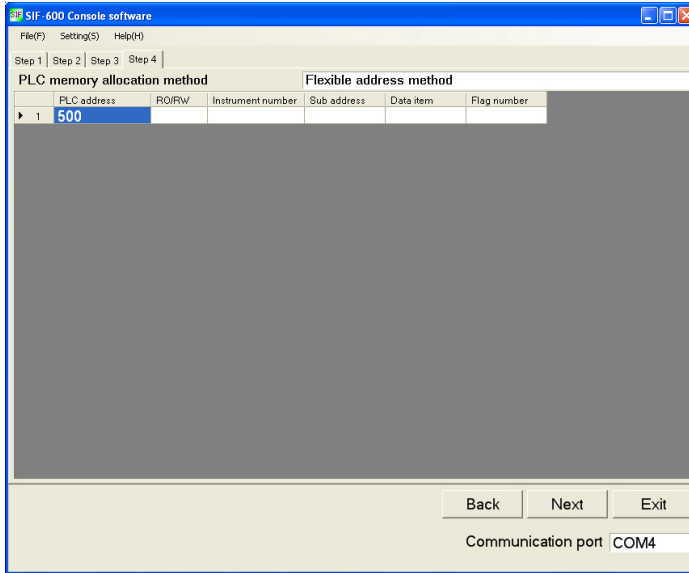 SIF SIF-600 Console software
File(F) Setting(S) Help(H)
Step 1 Step 2 Step 3 Step 4
PLC memory allocation method Flexible address method
PLC address RO/RW Instrument number Sub address Data item Flag number
1 500
Back Next Exit
Communication port COM4